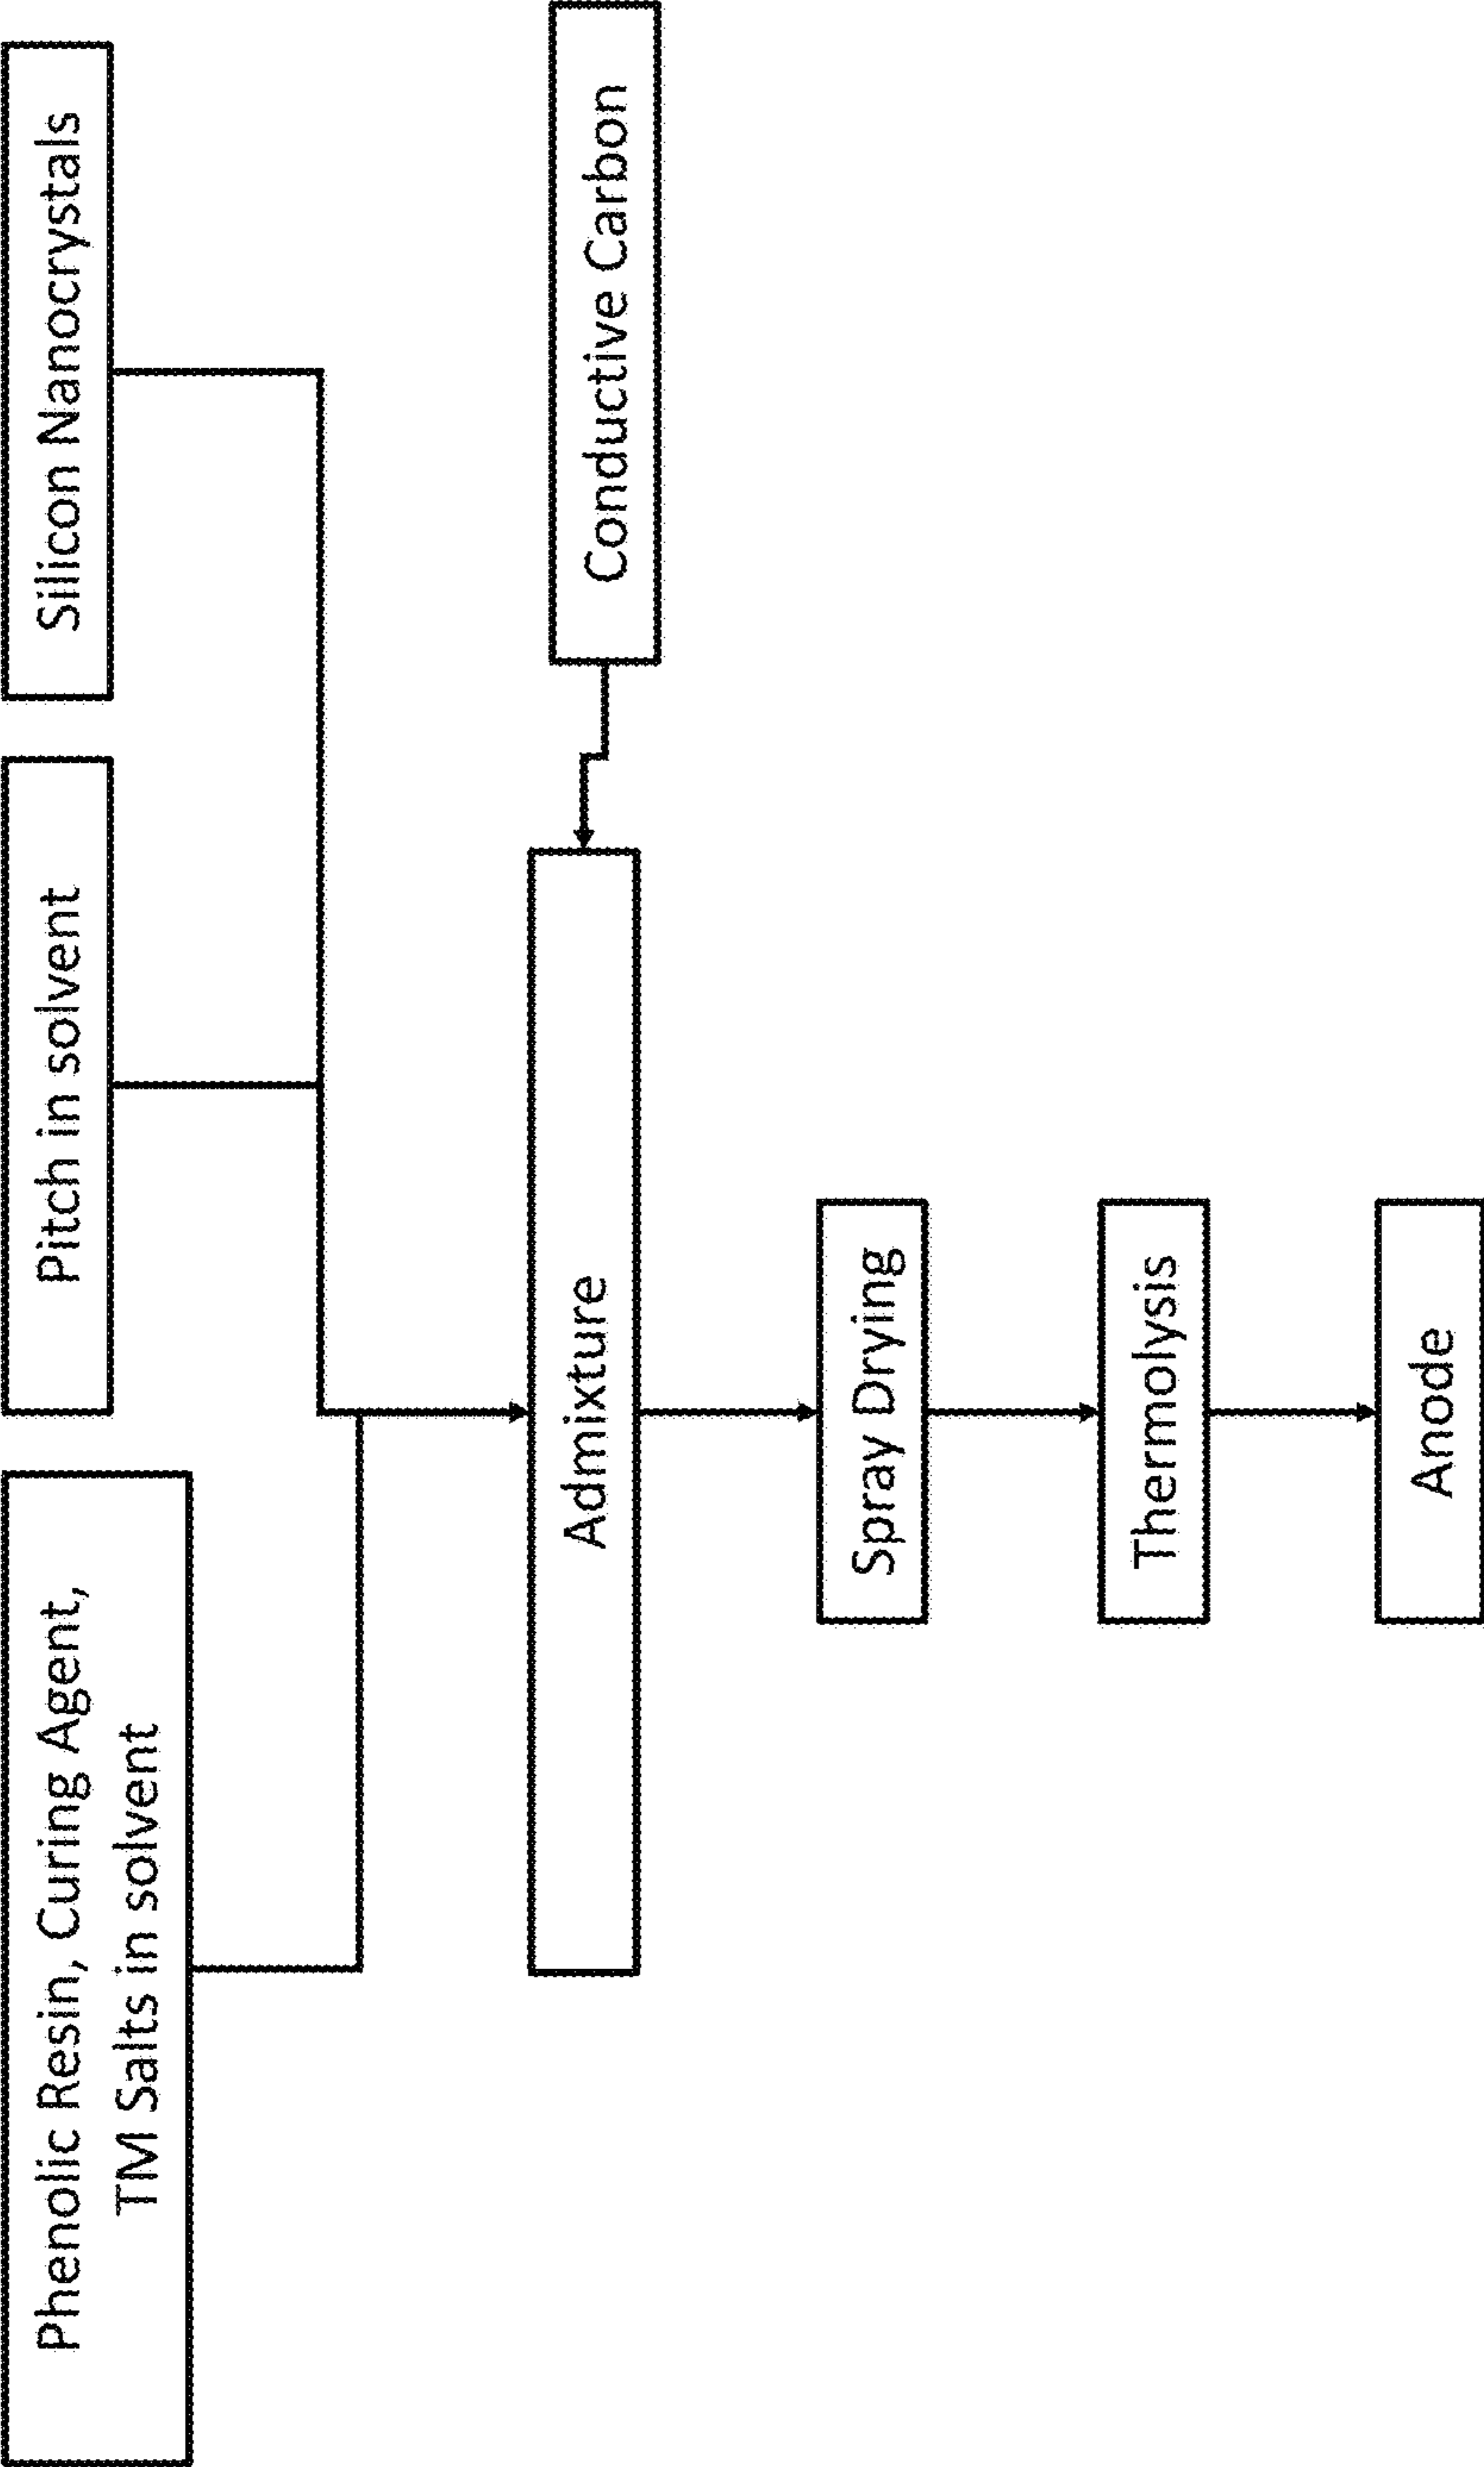 Phenolic Resin, Curing Agent,
TM Salts in solvent
Pitch in solvent
Silicon Nanocrystals
Admixture
Conductive Carbon
Spray Drying
Thermolysis
Anode